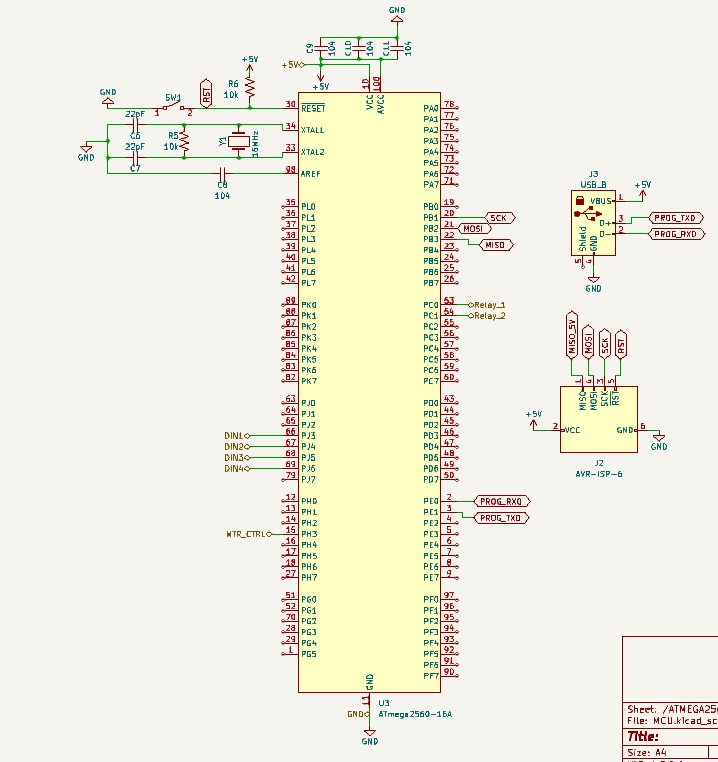 GND
C9
104
C10
104
C11
104
+5V
+5V
+5V
R6
10k
RST
GND
SW1
1
2
22pF
C6
R5
10k
Y1
16MHz
GND
22pF
C7
C8
104
10
VCC
100
AVCC
30 RESET
34 XTAL1
33 XTAL2
98 AREF
35 PL0
36 PL1
37 PL2
38 PL3
39 PL4
40 PL5
41 PL6
42 PL7
89 PK0
88 PK1
87 PK2
86 PK3
85 PK4
84 PK5
83 PK6
82 PK7
63 PJ0
64 PJ1
65 PJ2
DIN1 66 PJ3
DIN2 67 PJ4
DIN3 68 PJ5
DIN4 69 PJ6
79 PJ7
12 PH0
13 PH1
14 PH2
MTR_CTRL 15 PH3
16 PH4
17 PH5
18 PH6
27 PH7
51 PG0
52 PG1
70 PG2
28 PG3
29 PG4
1 PG5
PA0 78
PA1 77
PA2 76
PA3 75
PA4 74
PA5 73
PA6 72
PA7 71
PB0 19
PB1 20 SCK
PB2 21 MOSI
PB3 22 MISO
PB4 23
PB5 24
PB6 25
PB7 26
PC0 53 Relay_1
PC1 54 Relay_2
PC2 55
PC3 56
PC4 57
PC5 58
PC6 59
PC7 60
PD0 43
PD1 44
PD2 45
PD3 46
PD4 47
PD5 48
PD6 49
PD7 50
PE0 2 PROG_RXD
PE1 3 PROG_TXD
PE2 4
PE3 5
PE4 6
PE5 7
PE6 8
PE7 9
PF0 97
PF1 96
PF2 95
PF3 94
PF4 93
PF5 92
PF6 91
PF7 90
GND
11
U3
ATmega2560-16A
GND
GND
J3
USB_B
VBUS 1 +5V
D+ 3 PROG_TXD
D- 2 PROG_RXD
Shield
GND
5
4
GND
MISO_5V
MOSI
SCK
RST
1
4
3
5
MISO
MOSI
SCK
RST
+5V
2 VCC
GND 6
GND
J2
AVR-ISP-6
Sheet: /ATMEGA256
File: MCU.kicad_sc
Title:
Size: A4